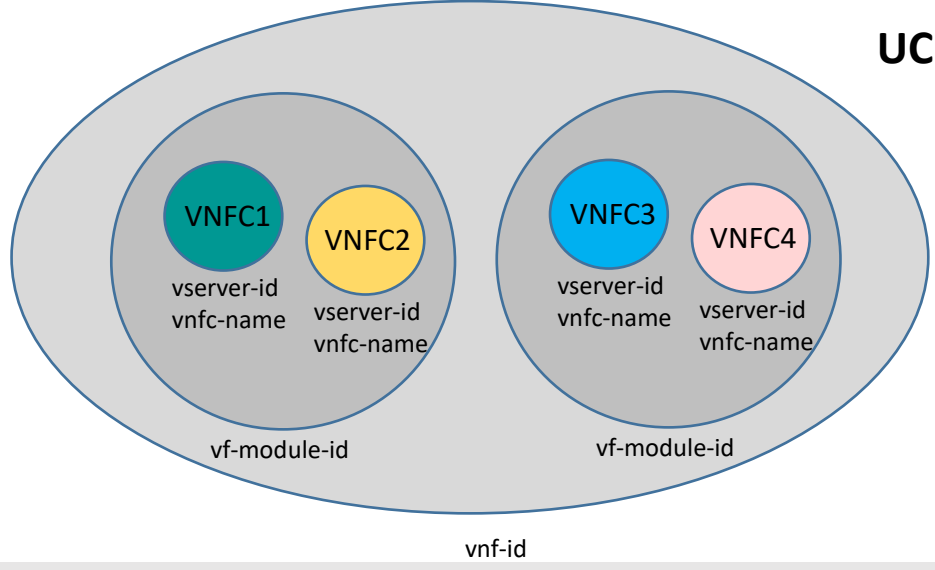 UC
VNFC1
VNFC2
vserver-id
vnfc-name
vserver-id
vnfc-name
vf-module-id
VNFC3
VNFC4
vserver-id
vnfc-name
vserver-id
vnfc-name
vf-module-id
vnf-id